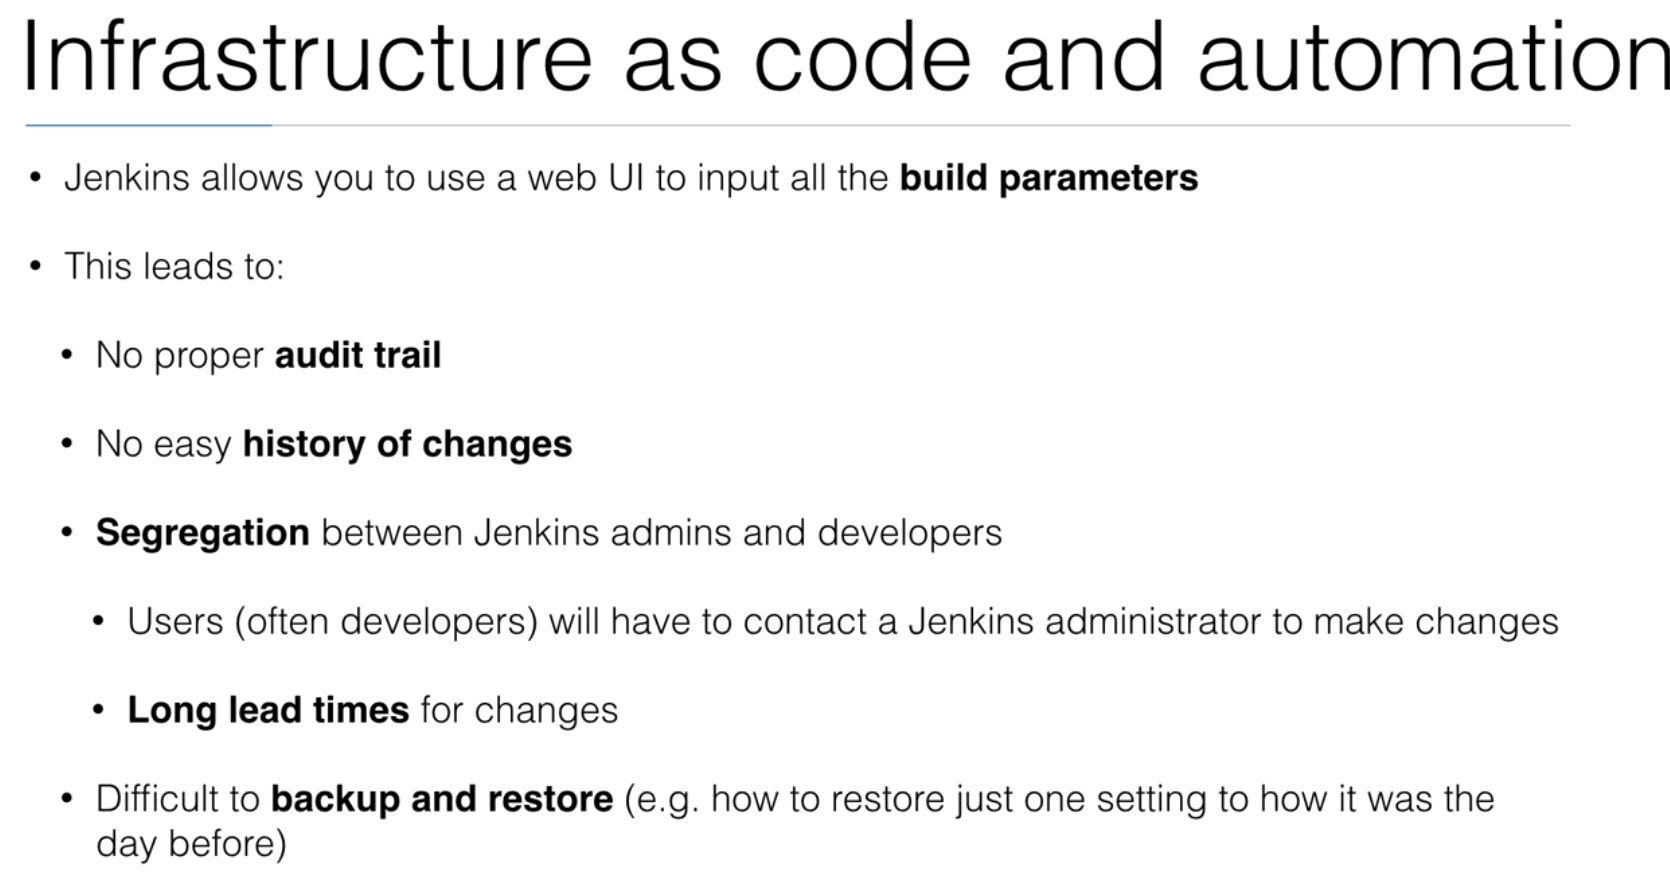 Infrastructure as code and automation
• Jenkins allows you to use a web UI to input all the build parameters
• This leads to:
• No proper audit trail
• No easy history of changes
• Segregation between Jenkins admins and developers
• Users (often developers) will have to contact a Jenkins administrator to make changes
• Long lead times for changes
• Difficult to backup and restore (e.g. how to restore just one setting to how it was the
day before)